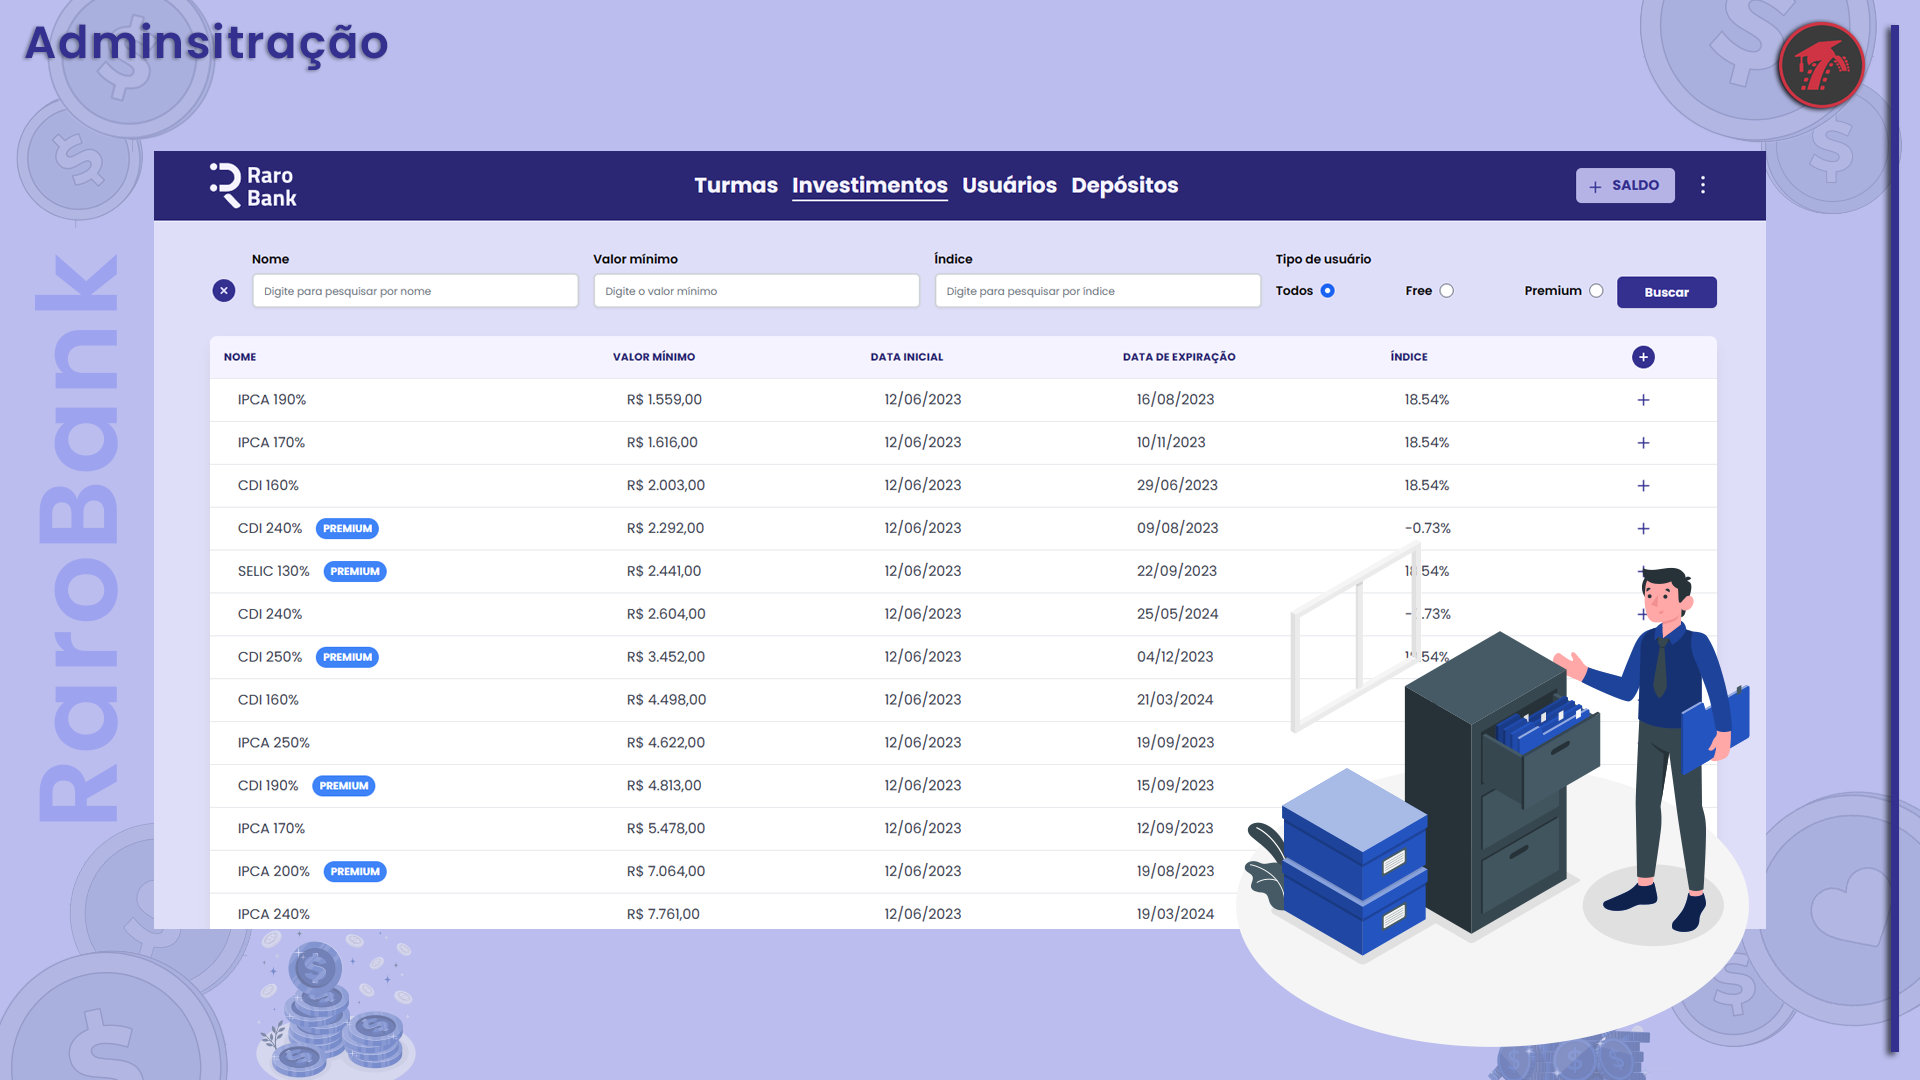 Adminsitração
RaroBank
Raro
Bank
Turmas Investimentos Usuários Depósitos
+ SALDO
Nome Valor mínimo Índice Tipo de usuário
Digite para pesquisar por nome Digite o valor mínimo Digite para pesquisar por índice Todos Free Premium Buscar
NOME VALOR MÍNIMO DATA INICIAL DATA DE EXPIRAÇÃO ÍNDICE +
IPCA 190% R$ 1.559,00 12/06/2023 16/08/2023 18.54% +
IPCA 170% R$ 1.616,00 12/06/2023 10/11/2023 18.54% +
CDI 160% R$ 2.003,00 12/06/2023 29/06/2023 18.54% +
CDI 240% PREMIUM R$ 2.292,00 12/06/2023 09/08/2023 -0.73% +
SELIC 130% PREMIUM R$ 2.441,00 12/06/2023 22/09/2023 18.54%
CDI 240% R$ 2.604,00 12/06/2023 25/05/2024 +
CDI 250% PREMIUM R$ 3.452,00 12/06/2023 04/12/2023
CDI 160% R$ 4.498,00 12/06/2023 21/03/2024
IPCA 250% R$ 4.622,00 12/06/2023 19/09/2023
CDI 190% PREMIUM R$ 4.813,00 12/06/2023 15/09/2023
IPCA 170% R$ 5.478,00 12/06/2023 12/09/2023
IPCA 200% PREMIUM R$ 7.064,00 12/06/2023 19/08/2023
IPCA 240% R$ 7.761,00 12/06/2023 19/03/2024